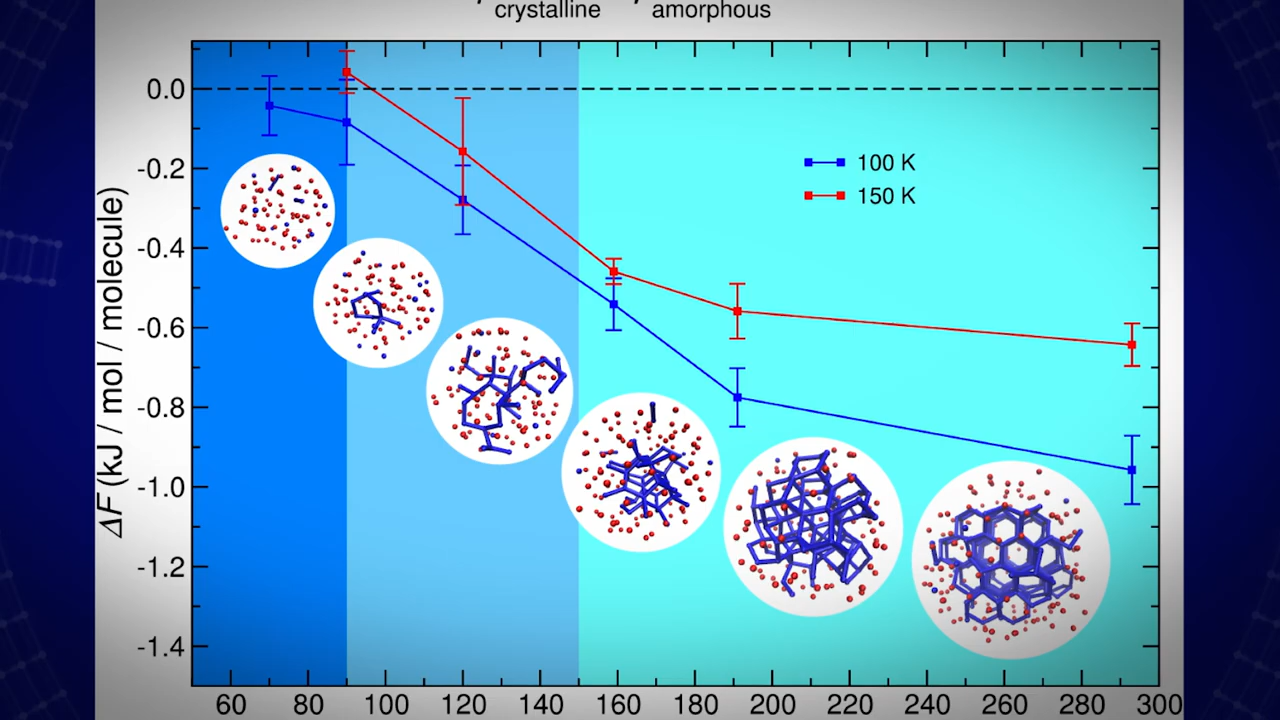 crystalline amorphous
0.0
-0.2
-0.4
-0.6
-0.8
-1.0
-1.2
-1.4
ΔF (kJ / mol / molecule)
100 K
150 K
60 80 100 120 140 160 180 200 220 240 260 280 300